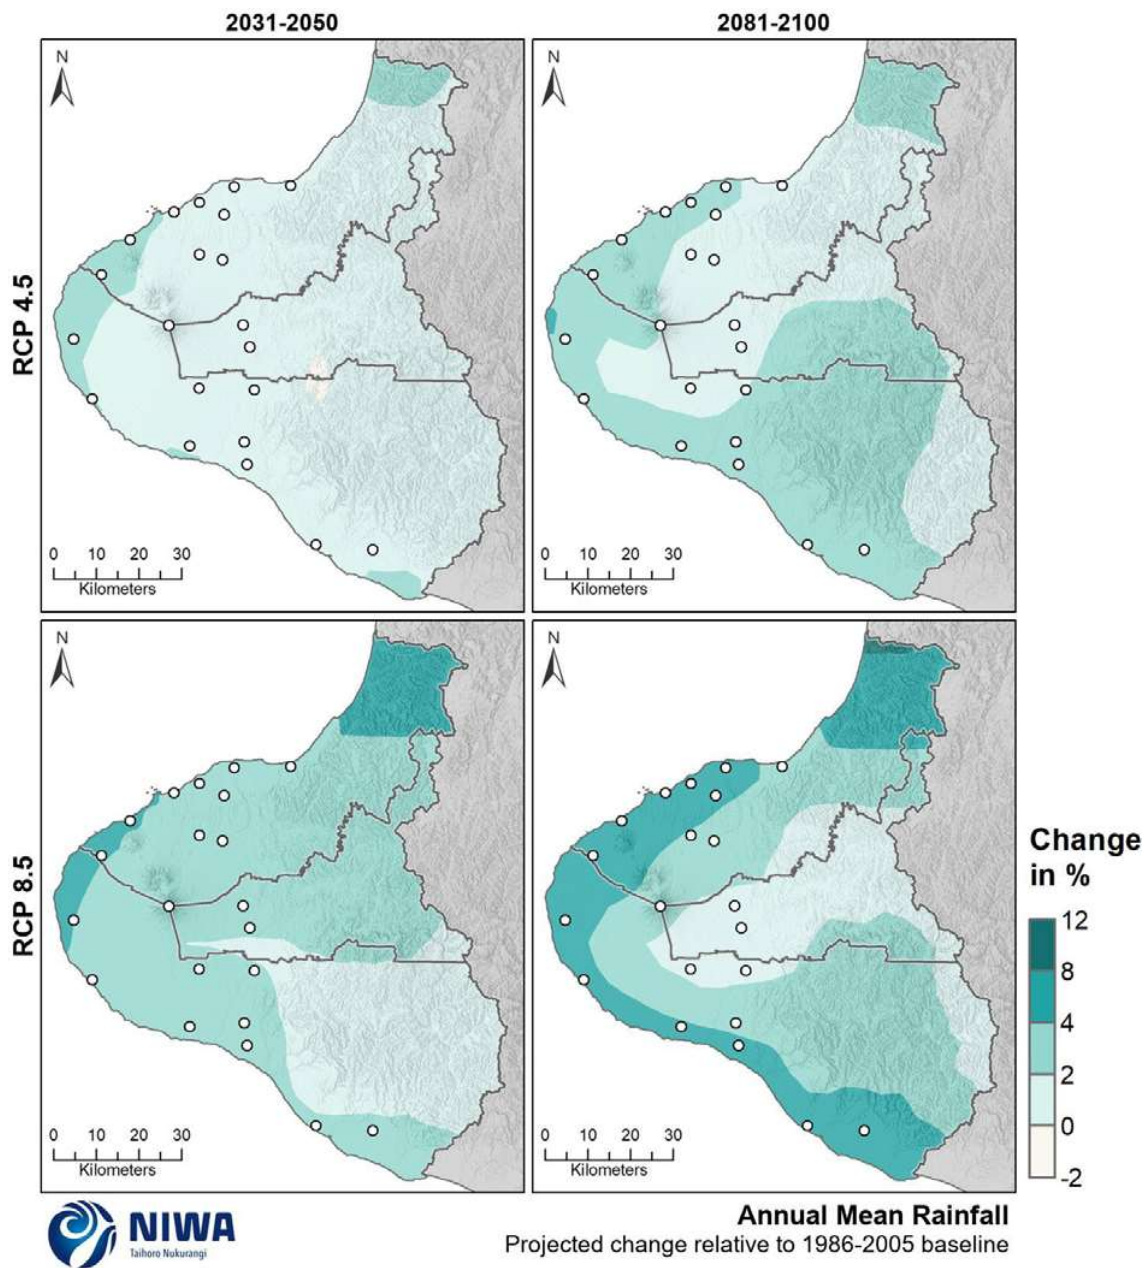 2031-2050
2081-2100
RCP 4.5
N
0 10 20 30
Kilometers
N
0 10 20 30
Kilometers
RCP 8.5
N
0 10 20 30
Kilometers
N
0 10 20 30
Kilometers
Change
in %
12
8
4
2
0
-2
NIWA
Taihoro Nukurangi
Annual Mean Rainfall
Projected change relative to 1986-2005 baseline